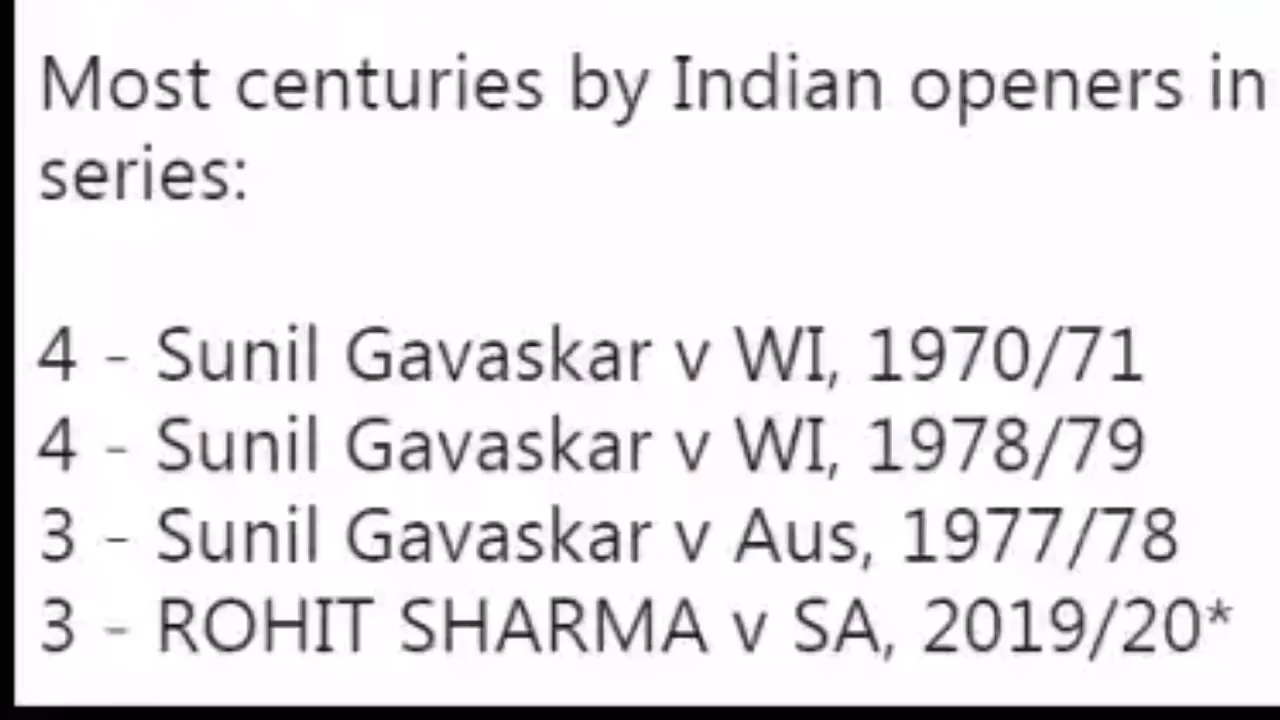 Most centuries by Indian openers in
series:
4 - Sunil Gavaskar v WI, 1970/71
4 - Sunil Gavaskar v WI, 1978/79
3 - Sunil Gavaskar v Aus, 1977/78
3 - ROHIT SHARMA v SA, 2019/20*